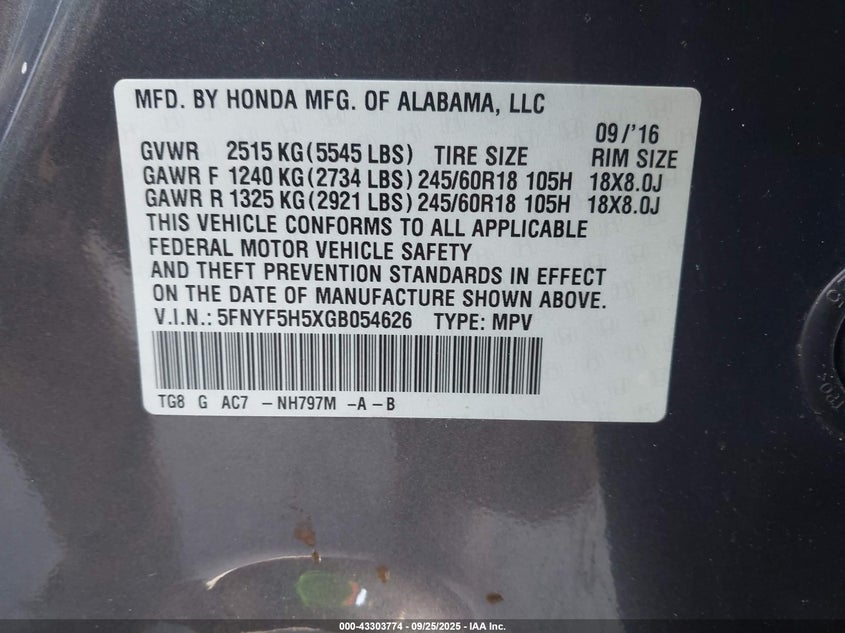 MFD. BY HONDA MFG. OF ALABAMA, LLC
09/'16
GVWR 2515 KG(5545 LBS) TIRE SIZE RIM SIZE
GAWR F 1240 KG(2734 LBS) 245/60R18 105H 18X8.0J
GAWR R 1325 KG(2921 LBS) 245/60R18 105H 18X8.0J
THIS VEHICLE CONFORMS TO ALL APPLICABLE
FEDERAL MOTOR VEHICLE SAFETY
AND THEFT PREVENTION STANDARDS IN EFFECT
ON THE DATE OF MANUFACTURE SHOWN ABOVE.
V.I.N.: 5FNYF5H5XGB054626 TYPE: MPV
TG8 G AC7 -NH797M -A-B
000-43303774 - 09/25/2025 - IAA Inc.